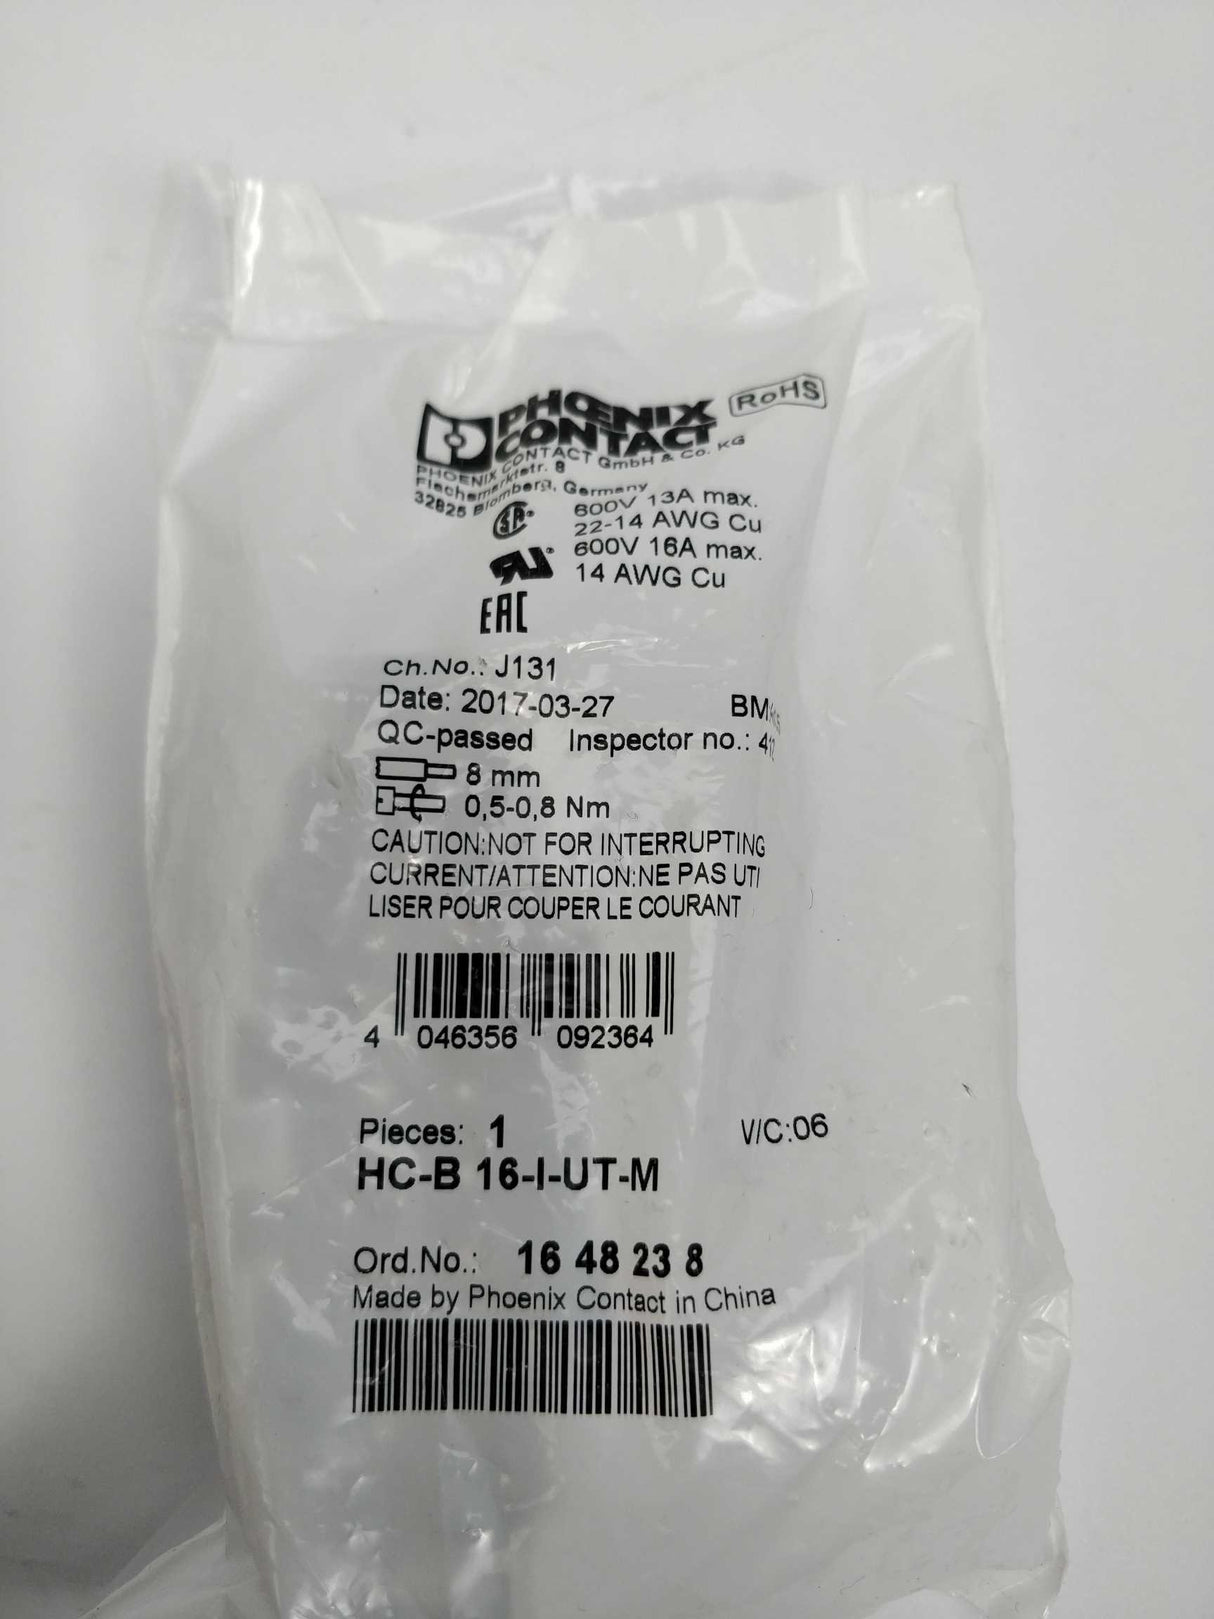 PHOENIX
CONTACT
RoHS
PHOENIX CONTACT GmbH & Co. KG
Flachsmarktstr. 8
32825 Blomberg, Germany
600V 13A max.
22-14 AWG Cu
600V 16A max.
14 AWG Cu
EAC
Ch.No.: J131
Date: 2017-03-27
QC-passed Inspector no.:
8 mm
0,5-0,8 Nm
CAUTION:NOT FOR INTERRUPTING
CURRENT/ATTENTION:NE PAS UTI
LISER POUR COUPER LE COURANT
4 046356 092364
Pieces: 1 V/C:06
HC-B 16-I-UT-M
Ord.No.: 16 48 23 8
Made by Phoenix Contact in China